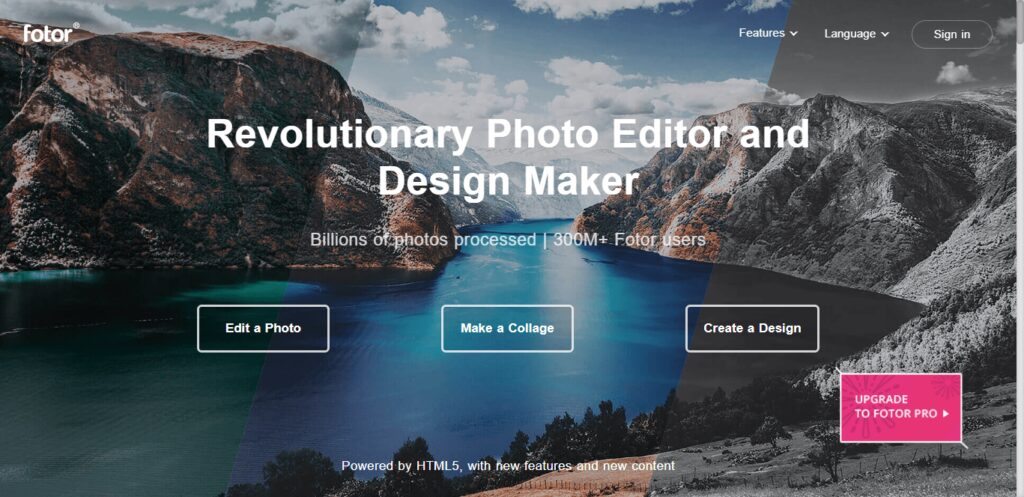 fotor®
Features
Language
Sign in
Revolutionary Photo Editor and
Design Maker
Billions of photos processed | 300M+ Fotor users
Edit a Photo
Make a Collage
Create a Design
UPGRADE
TO FOTOR PRO
Powered by HTML5, with new features and new content